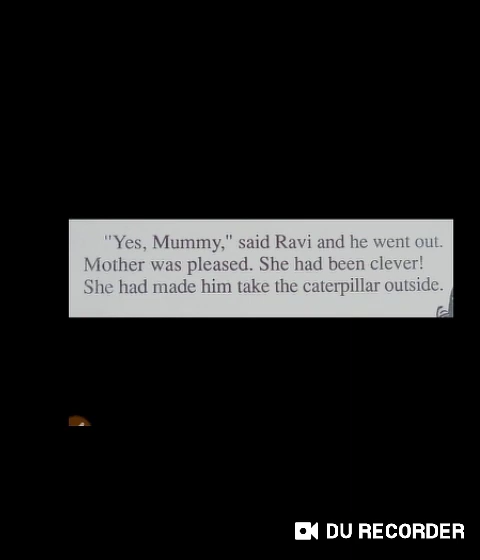 "Yes, Mummy," said Ravi and he went out.
Mother was pleased. She had been clever!
She had made him take the caterpillar outside.
DU RECORDER